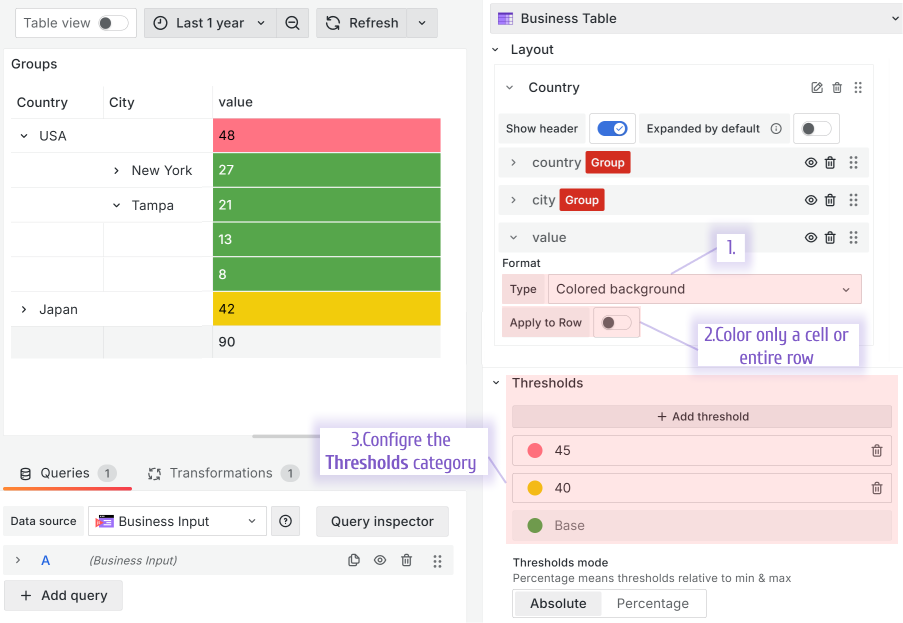 Table view
Last 1 year
Refresh
Groups
Country City value
USA 48
New York 27
Tampa 21
13
8
Japan 42
90
Queries 1
Transformations 1
Data source
Business Input
Query inspector
A (Business Input)
+ Add query
Business Table
Layout
Country
Show header
Expanded by default
country Group
city Group
value
1.
Format
Type Colored background
Apply to Row
2.Color only a cell or
entire row
Thresholds
+ Add threshold
3.Configre the
Thresholds category
45
40
Base
Thresholds mode
Percentage means thresholds relative to min & max
Absolute Percentage